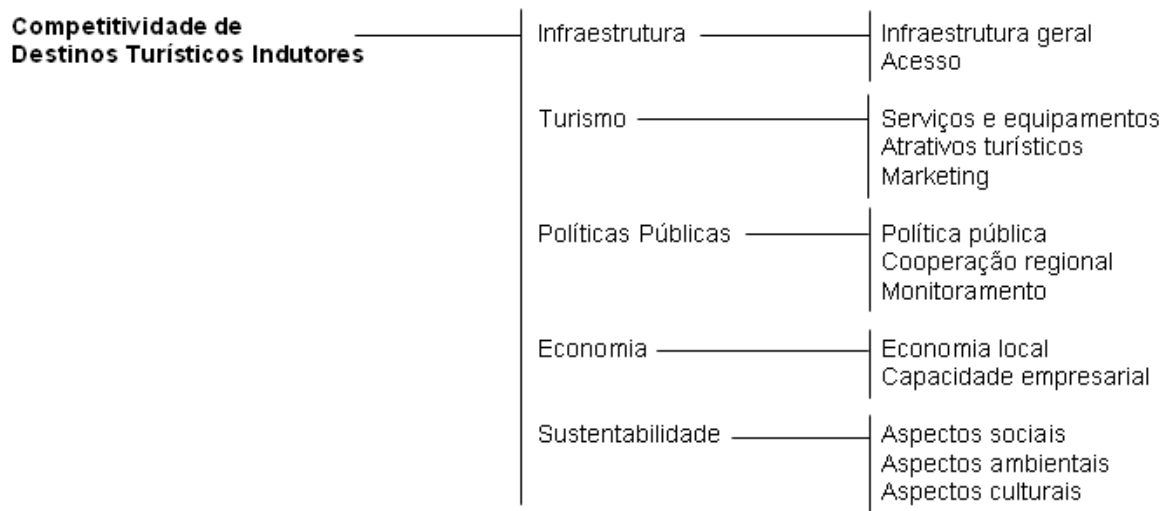 Competitividade de
Destinos Turísticos Indutores
Infraestrutura
Infraestrutura geral
Acesso
Turismo
Serviços e equipamentos
Atrativos turísticos
Marketing
Políticas Públicas
Política pública
Cooperação regional
Monitoramento
Economia
Economia local
Capacidade empresarial
Sustentabilidade
Aspectos sociais
Aspectos ambientais
Aspectos culturais